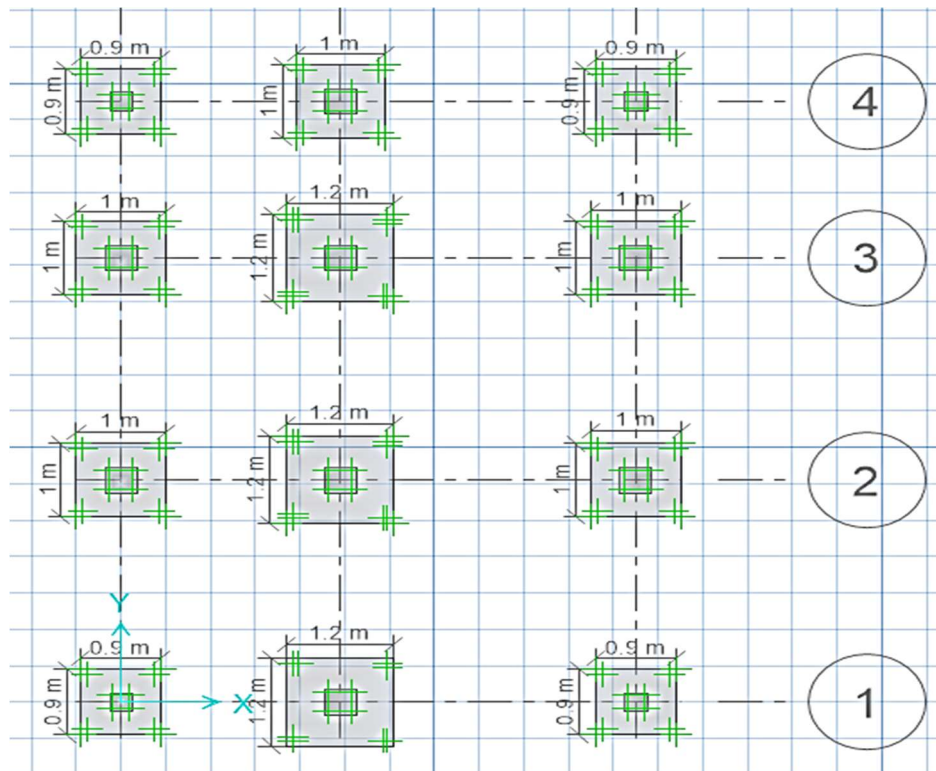 0.9 m 1 m 0.9 m
0.9 m 1 m 0.9 m 4
1 m 1.2 m 1 m
1 m 1.2 m 1 m 3
1 m 1.2 m 1 m
1 m 1.2 m 1 m 2
Y
0.9 m 1.2 m 0.9 m
0.9 m X 1.2 m 0.9 m 1